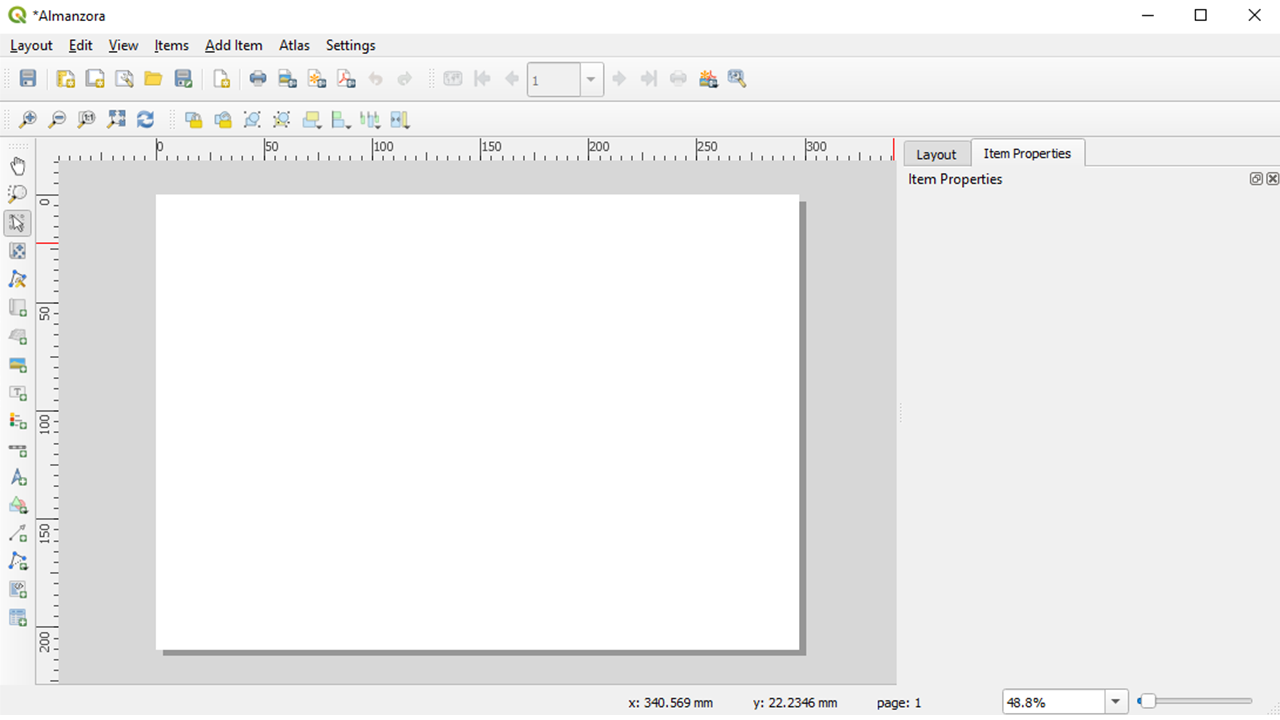 *Almanzora
Layout Edit View Items Add Item Atlas Settings
1
0 50 100 150 200 250 300
Layout Item Properties
Item Properties
0
50
100
150
200
x: 340.569 mm y: 22.2346 mm page: 1 48.8%